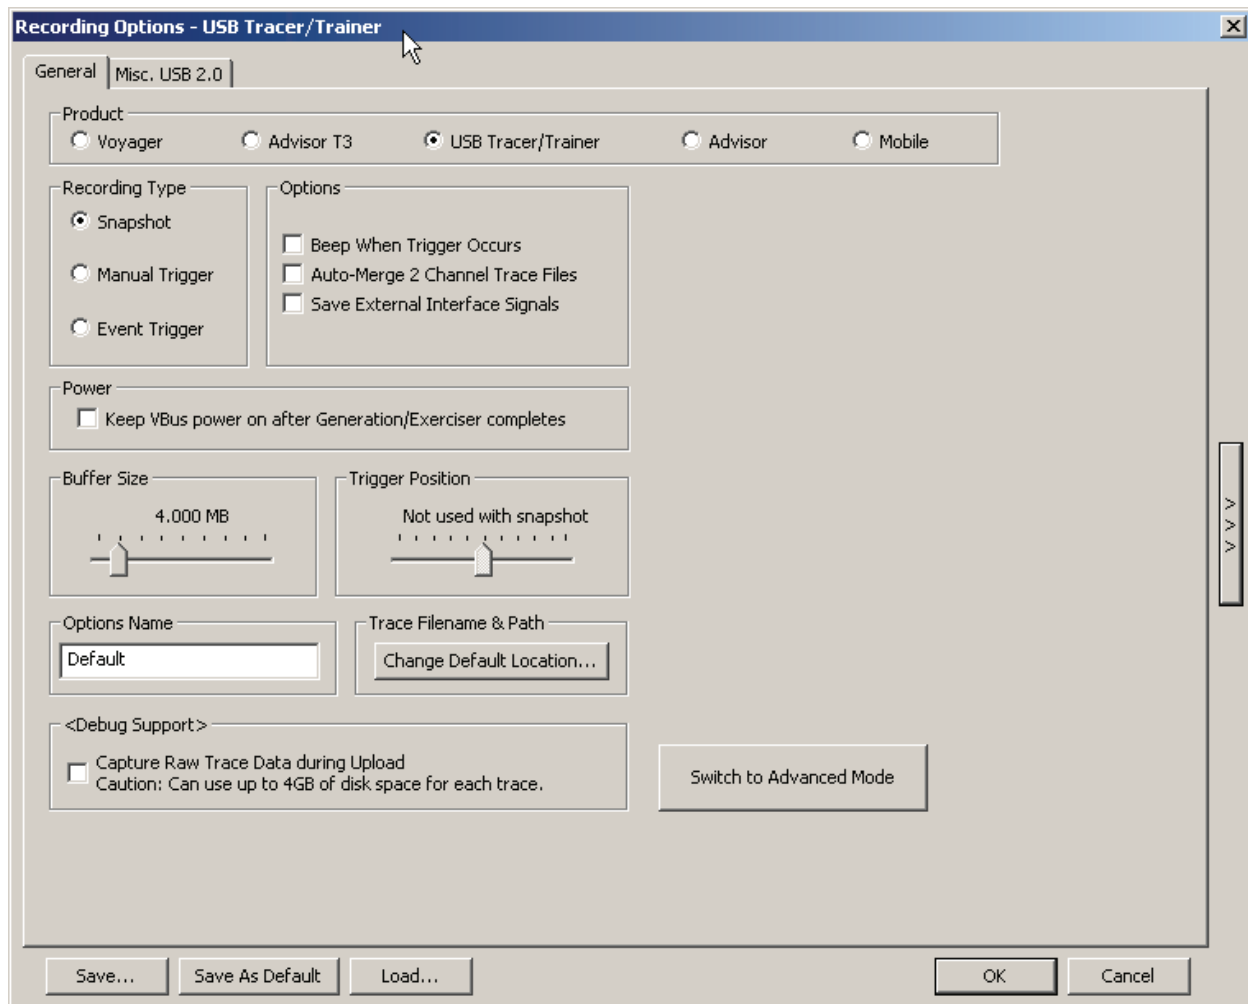 Recording Options - USB Tracer/Trainer
General
Misc. USB 2.0
Product
Voyager
Advisor T3
USB Tracer/Trainer
Advisor
Mobile
Recording Type
Snapshot
Manual Trigger
Event Trigger
Options
Beep When Trigger Occurs
Auto-Merge 2 Channel Trace Files
Save External Interface Signals
Power
Keep VBus power on after Generation/Exerciser completes
Buffer Size
4.000 MB
Trigger Position
Not used with snapshot
>
>
>
Options Name
Default
Trace Filename & Path
Change Default Location...
<Debug Support>
Capture Raw Trace Data during Upload
Caution: Can use up to 4GB of disk space for each trace.
Switch to Advanced Mode
Save...
Save As Default
Load...
OK
Cancel